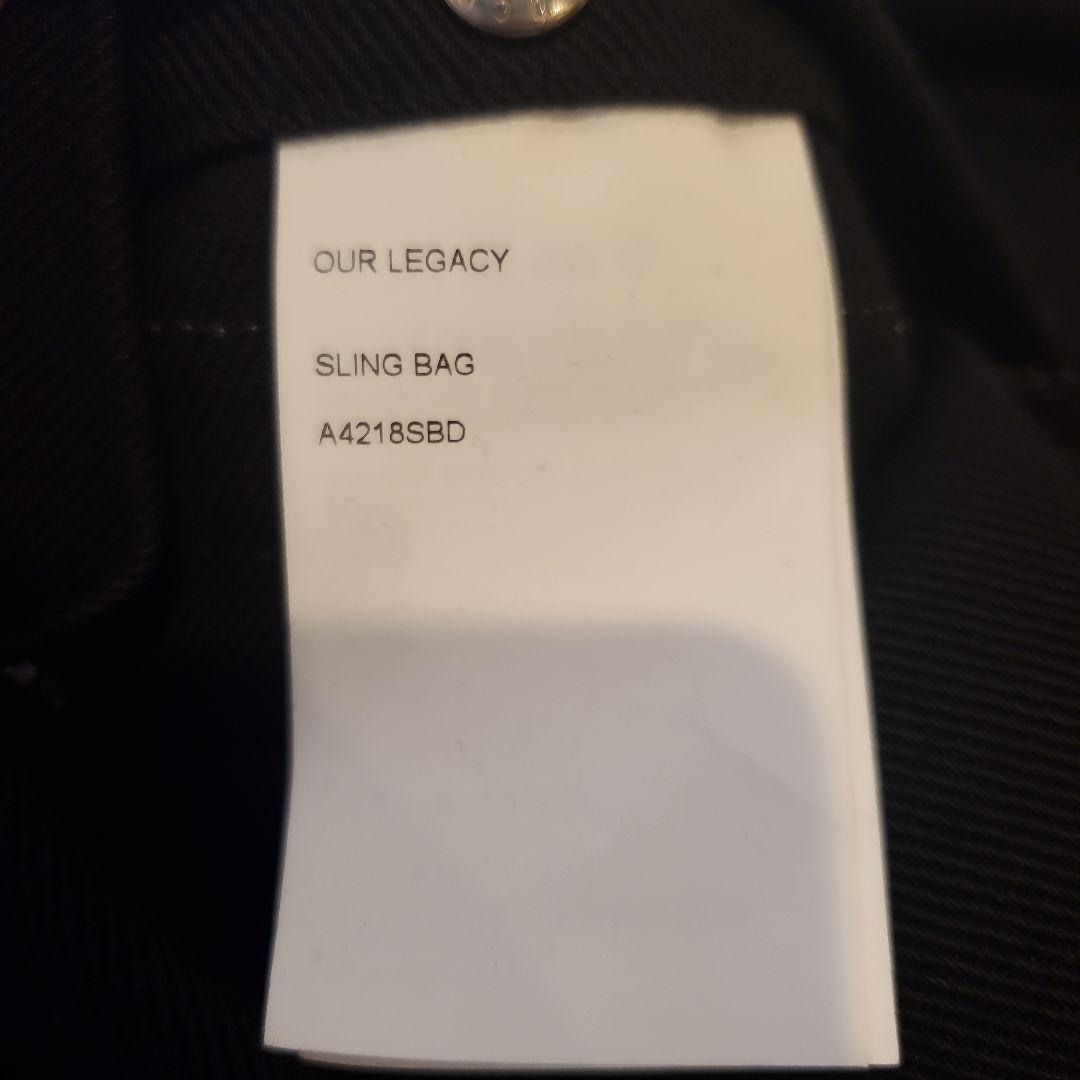 OUR LEGACY
SLING BAG
A4218SBD